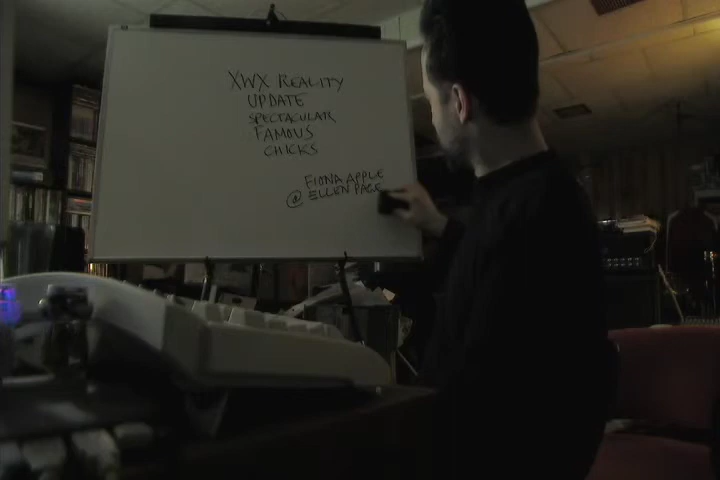 XWX REALITY
UPDATE
SPECTACULAR
FAMOUS
CHICKS
FIONA APPLE
@ ELLEN PAGE